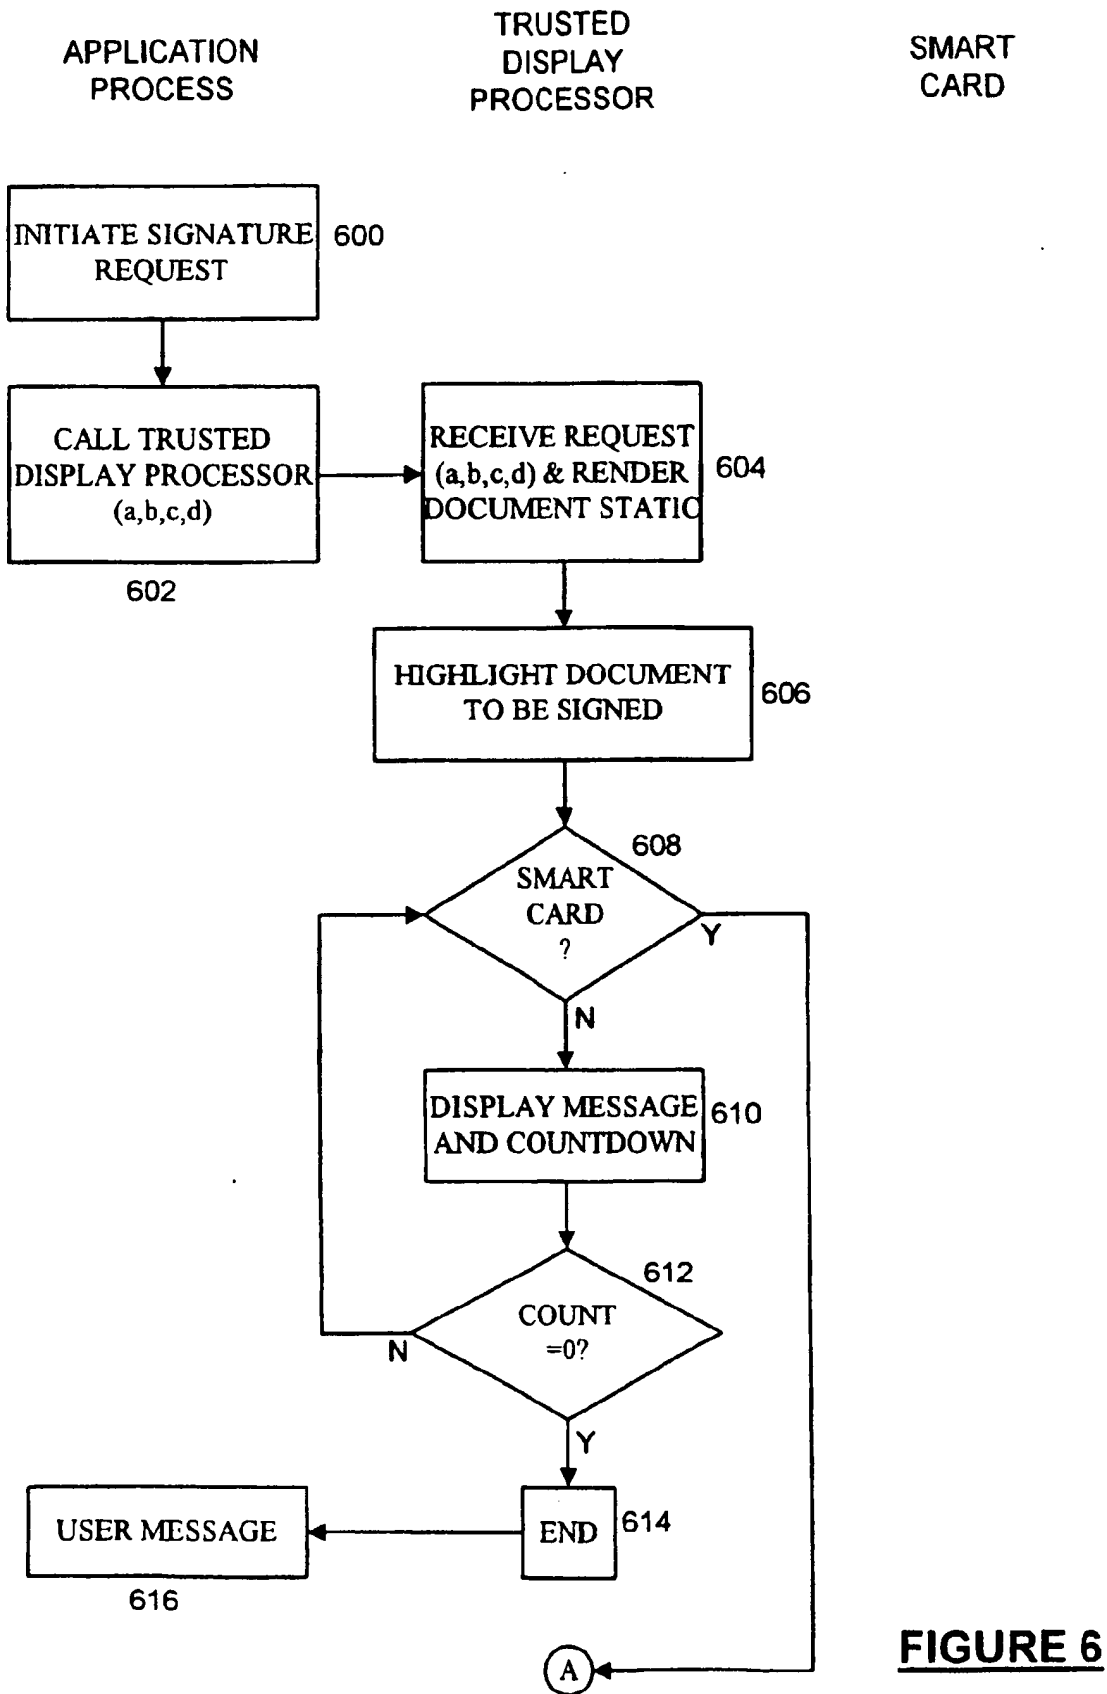 APPLICATION
PROCESS
TRUSTED
DISPLAY
PROCESSOR
SMART
CARD
INITIATE SIGNATURE
REQUEST
600
CALL TRUSTED
DISPLAY PROCESSOR
(a,b,c,d)
602
RECEIVE REQUEST
(a,b,c,d) & RENDER
DOCUMENT STATIC
604
HIGHLIGHT DOCUMENT
TO BE SIGNED
606
608
SMART
CARD
?
Y
N
DISPLAY MESSAGE
AND COUNTDOWN
610
612
COUNT
=0?
N
Y
USER MESSAGE
616
END
614
A
FIGURE 6